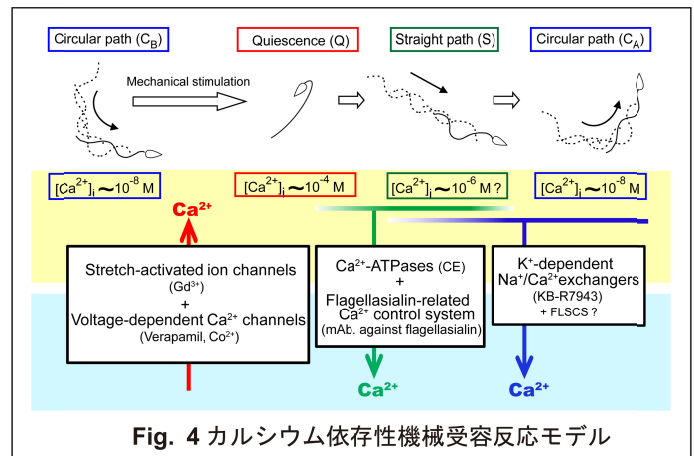 Circular path (C_B)
Quiescence (Q)
Straight path (S)
Circular path (C_A)
Mechanical stimulation
[Ca²⁺]ᵢ~10⁻⁸ M
[Ca²⁺]ᵢ~10⁻⁴ M
[Ca²⁺]ᵢ~10⁻⁶ M?
[Ca²⁺]ᵢ~10⁻⁸ M
Ca²⁺
Stretch-activated ion channels
(Gd³⁺)
+
Voltage-dependent Ca²⁺ channels
(Verapamil, Co²⁺)
Ca²⁺-ATPases (CE)
+
Flagellasialin-related
Ca²⁺ control system
(mAb. against flagellasialin)
K⁺-dependent
Na⁺/Ca²⁺exchangers
(KB-R7943)
+ FLSCS ?
Ca²⁺
Ca²⁺
Fig. 4 カルシウム依存性機械受容反応モデル